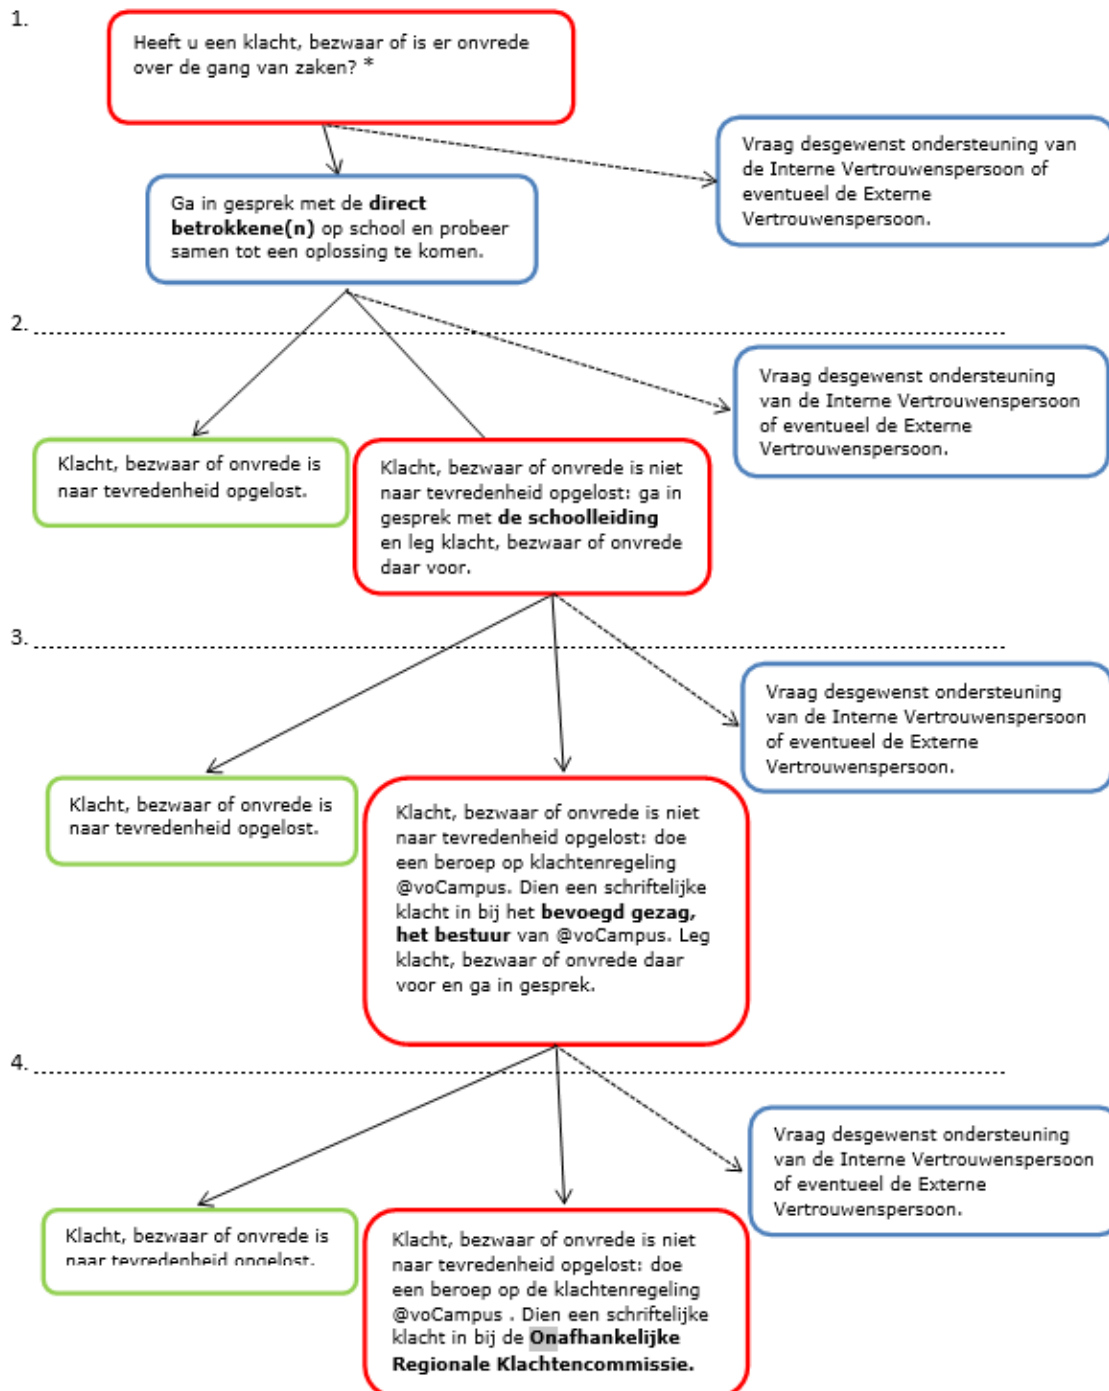 1.
Heeft u een klacht, bezwaar of is er onvrede
over de gang van zaken? *
Vraag desgewenst ondersteuning van
de Interne Vertrouwenspersoon of
eventueel de Externe
Vertrouwenspersoon.
Ga in gesprek met de direct
betrokkene(n) op school en probeer
samen tot een oplossing te komen.
2.
Vraag desgewenst ondersteuning
van de Interne Vertrouwenspersoon
of eventueel de Externe
Vertrouwenspersoon.
Klacht, bezwaar of onvrede is
naar tevredenheid opgelost.
Klacht, bezwaar of onvrede is niet
naar tevredenheid opgelost: ga in
gesprek met de schoolleiding
en leg klacht, bezwaar of onvrede
daar voor.
3.
Vraag desgewenst ondersteuning
van de Interne Vertrouwenspersoon
of eventueel de Externe
Vertrouwenspersoon.
Klacht, bezwaar of onvrede is
naar tevredenheid opgelost.
Klacht, bezwaar of onvrede is niet
naar tevredenheid opgelost: doe
een beroep op klachtenregeling
@voCampus. Dien een schriftelijke
klacht in bij het bevoegd gezag,
het bestuur van @voCampus. Leg
klacht, bezwaar of onvrede daar
voor en ga in gesprek.
4.
Vraag desgewenst ondersteuning
van de Interne Vertrouwenspersoon
of eventueel de Externe
Vertrouwenspersoon.
Klacht, bezwaar of onvrede is
naar tevredenheid opgelost.
Klacht, bezwaar of onvrede is niet
naar tevredenheid opgelost: doe
een beroep op de klachtenregeling
@voCampus . Dien een schriftelijke
klacht in bij de Onafhankelijke
Regionale Klachtencommissie.